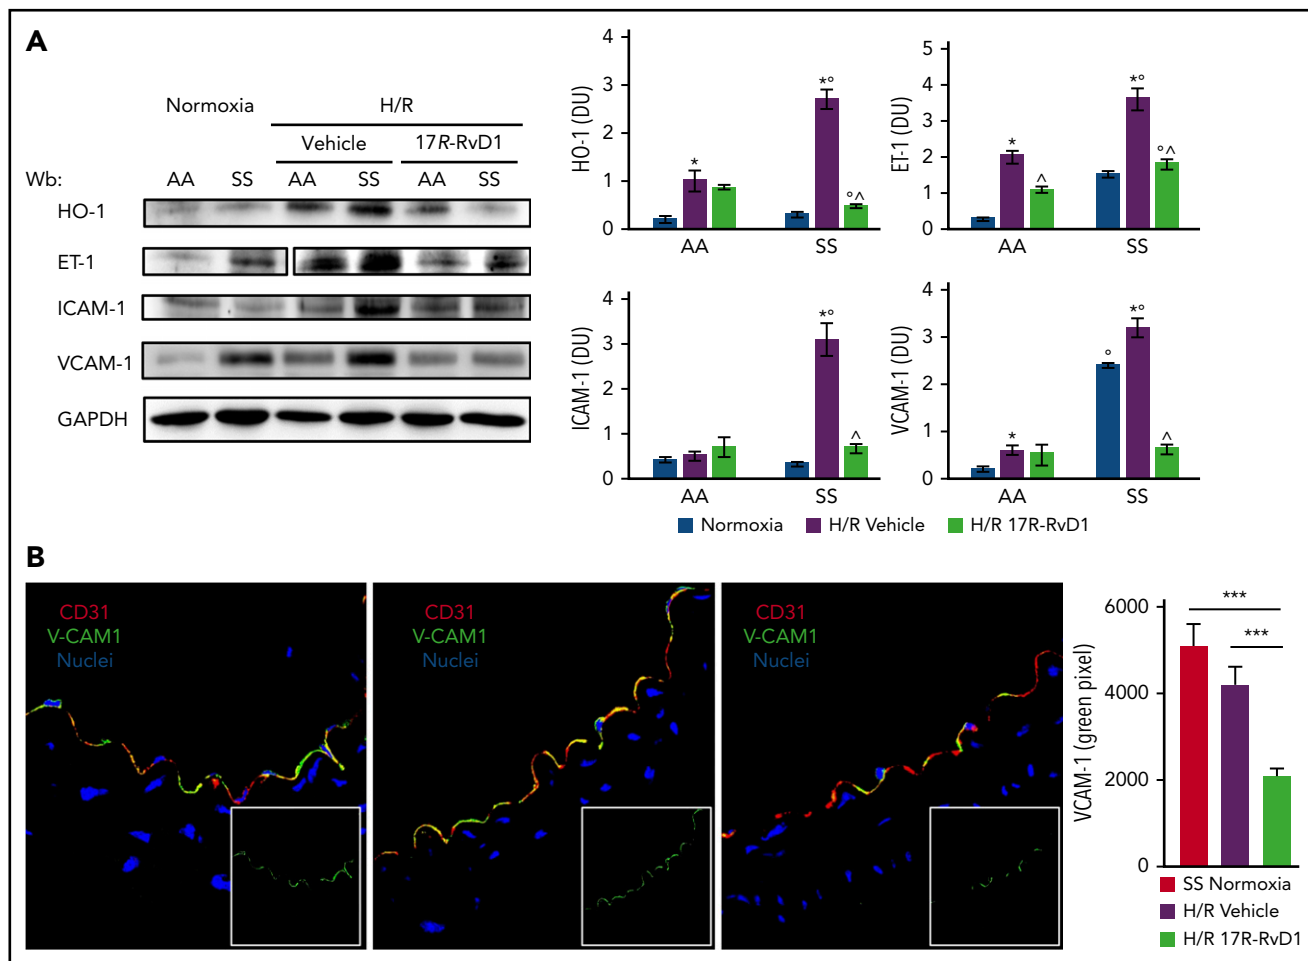 A
Normoxia
H/R
Vehicle
17R-RvD1
Wb:
AA
SS
AA
SS
AA
SS
HO-1
ET-1
ICAM-1
VCAM-1
GAPDH
HO-1 (DU)
4
3
2
1
0
*
*°
°^
AA
SS
ET-1 (DU)
5
4
3
2
1
0
*
^
*°
°^
AA
SS
ICAM-1 (DU)
4
3
2
1
0
*°
^
AA
SS
VCAM-1 (DU)
4
3
2
1
0
*
°
*°
^
AA
SS
Normoxia
H/R Vehicle
H/R 17R-RvD1
B
CD31
V-CAM1
Nuclei
CD31
V-CAM1
Nuclei
CD31
V-CAM1
Nuclei
VCAM-1 (green pixel)
6000
4000
2000
0
***
***
SS Normoxia
H/R Vehicle
H/R 17R-RvD1